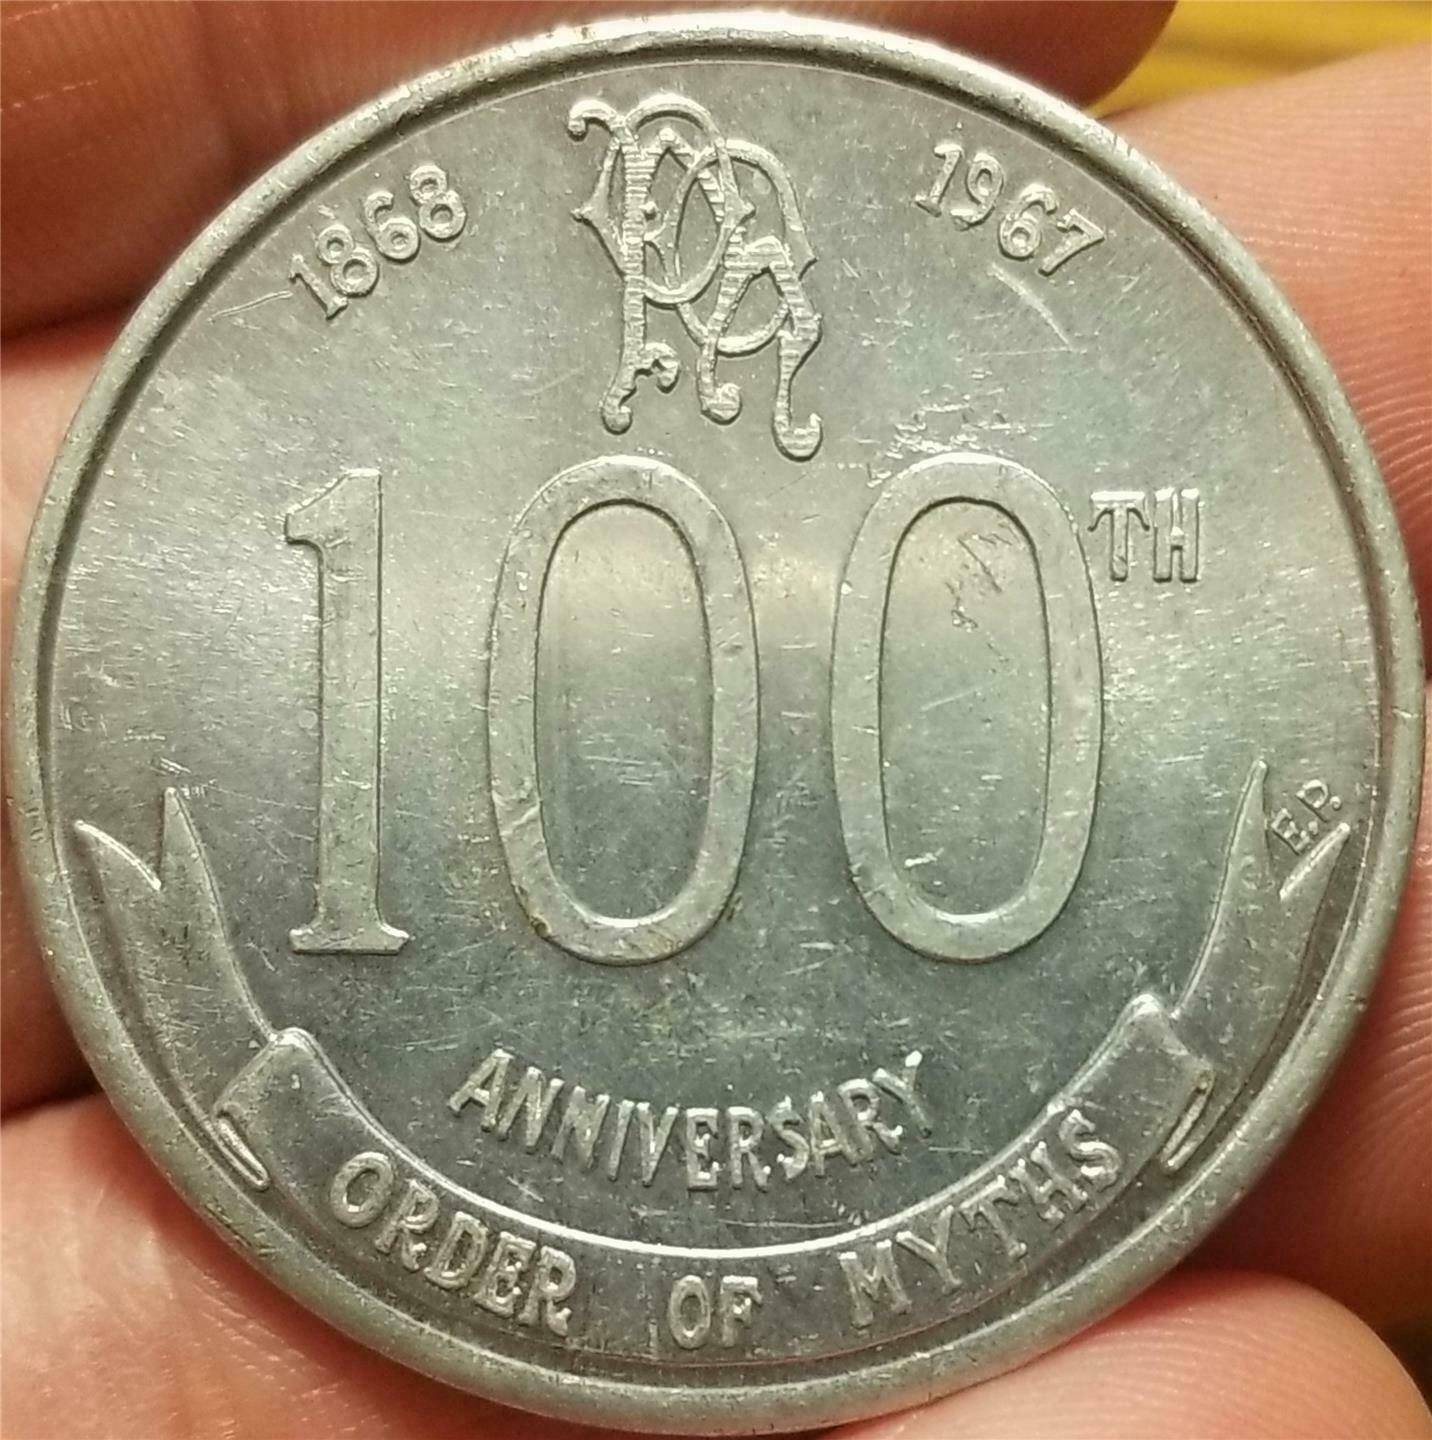 1868
1967
100TH
E.P.
ANNIVERSARY
ORDER OF MYTHS